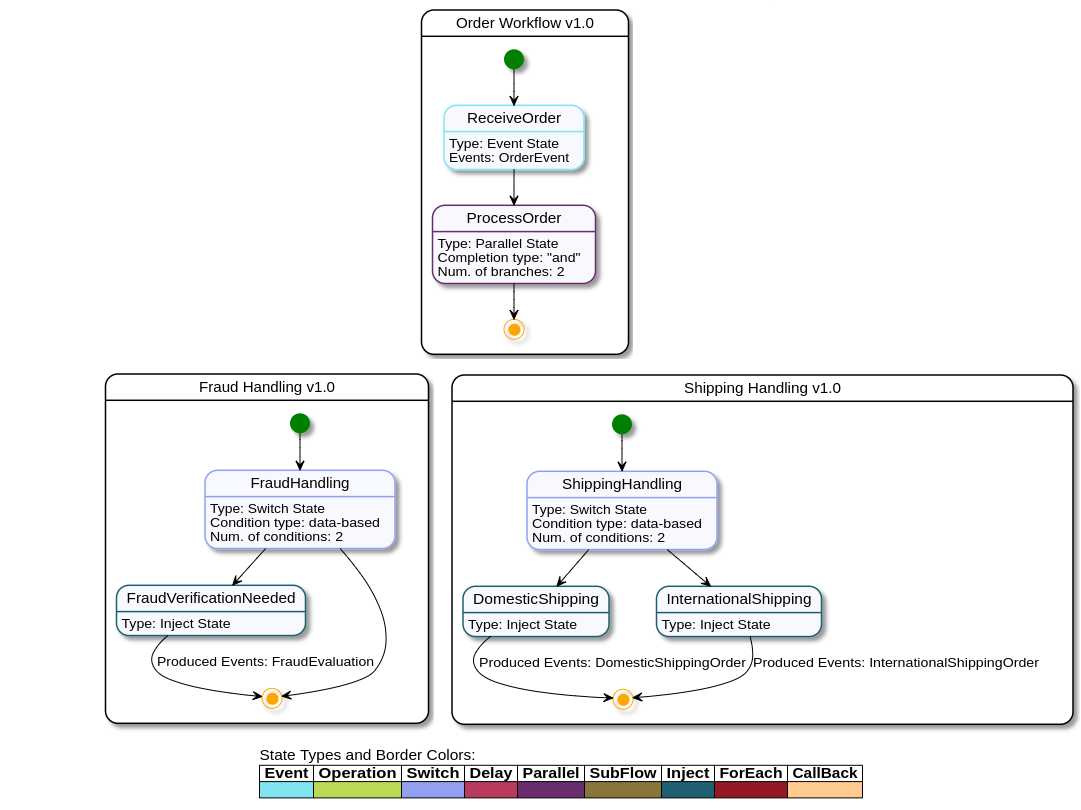 Order Workflow v1.0
ReceiveOrder
Type: Event State
Events: OrderEvent
ProcessOrder
Type: Parallel State
Completion type: "and"
Num. of branches: 2
Fraud Handling v1.0
FraudHandling
Type: Switch State
Condition type: data-based
Num. of conditions: 2
FraudVerificationNeeded
Type: Inject State
Produced Events: FraudEvaluation
Shipping Handling v1.0
ShippingHandling
Type: Switch State
Condition type: data-based
Num. of conditions: 2
DomesticShipping
Type: Inject State
InternationalShipping
Type: Inject State
Produced Events: DomesticShippingOrder
Produced Events: InternationalShippingOrder
State Types and Border Colors:
Event Operation Switch Delay Parallel SubFlow Inject ForEach CallBack